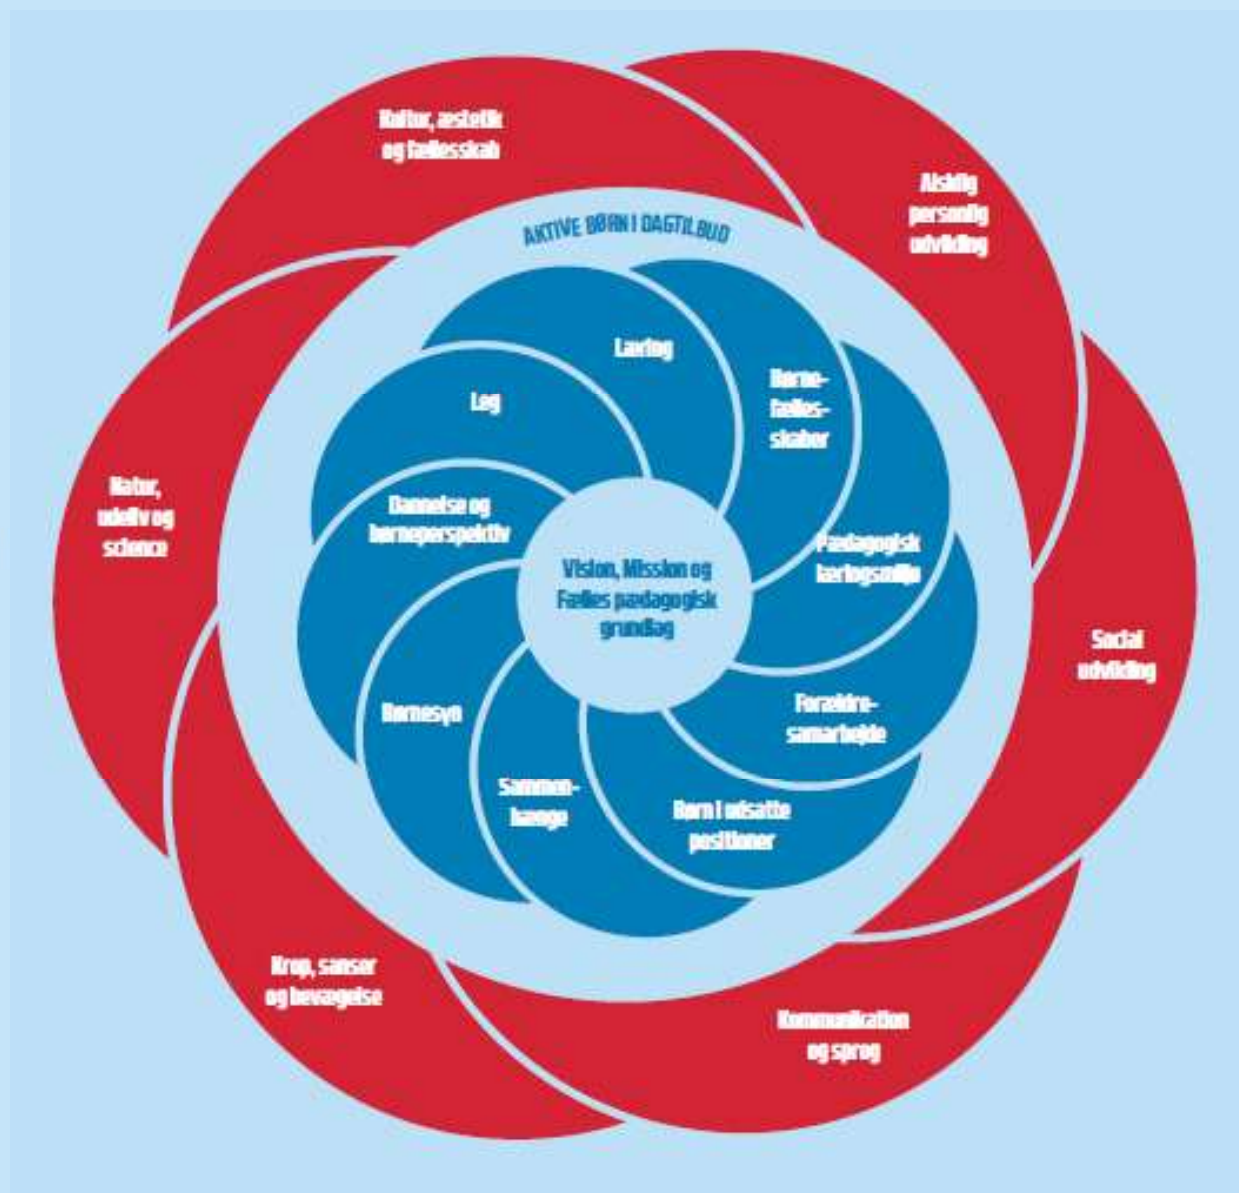 Kultur, æstetik
og fællesskab
Alsidig
personlig
udvikling
AKTIVE BØRN I DAGTILBUD
Læring
Børne-
fælles-
skaber
Leg
Natur,
udeliv og
science
Dannelse og
børneperspektiv
Pædagogisk
læringsmiljø
Vision, Mission og
Fælles pædagogisk
grundlag
Social
udvikling
Børnesyn
Forældre-
samarbejde
Sammen-
hænge
Børn i udsatte
positioner
Krop, sanser
og bevægelse
Kommunikation
og sprog